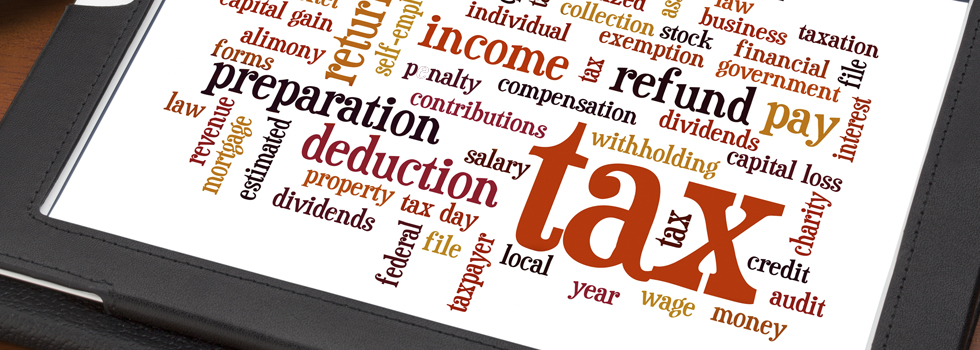 law
collection
capital gain
individual
business
taxation
return
self-empl
stock
alimony
income
exemption
financial
forms
penalty
tax
refund
government
file
preparation
compensation
pay
law
contributions
dividends
interest
revenue
mortgage
estimated
deduction
salary
withholding
capital loss
tax
property tax day
dividends
charity
tax
federal
file
taxpayer
local
credit
year
wage
audit
money